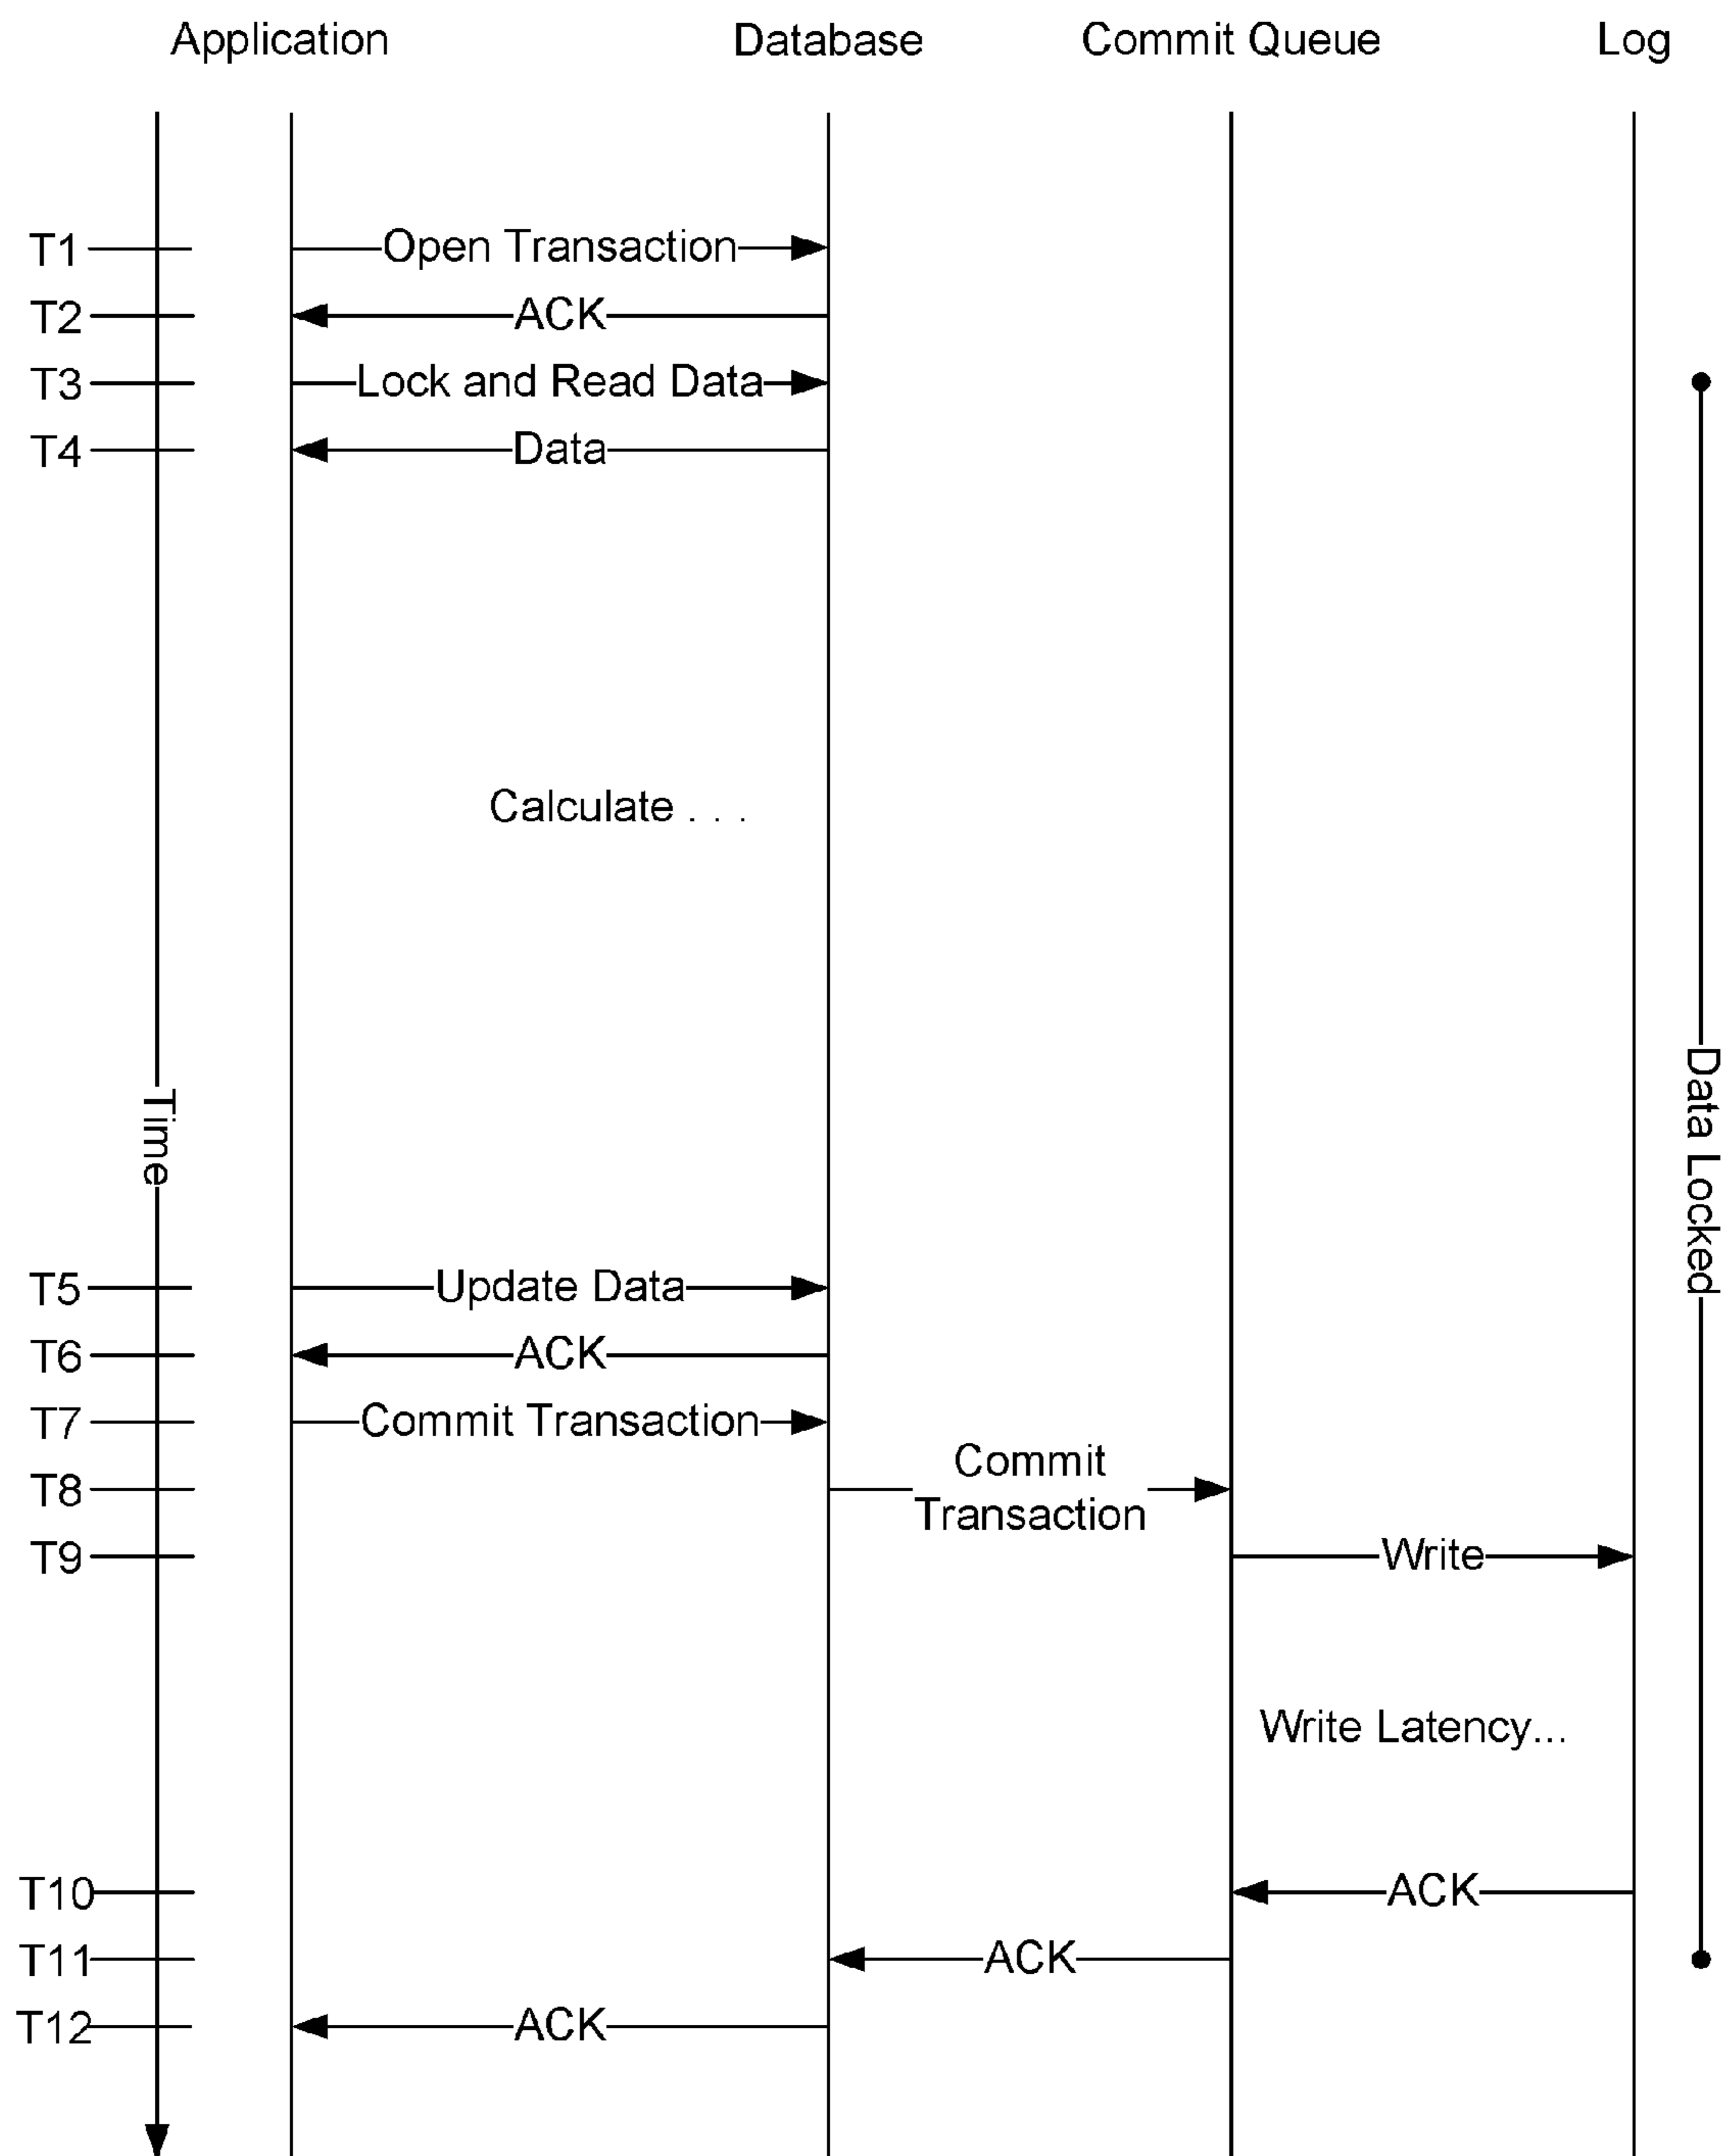 Application Database Commit Queue Log
T1 Open Transaction
T2 ACK
T3 Lock and Read Data
T4 Data
Calculate . . .
Time
Data Locked
T5 Update Data
T6 ACK
T7 Commit Transaction
Commit
T8 Transaction
T9 Write
Write Latency...
T10 ACK
T11 ACK
T12 ACK